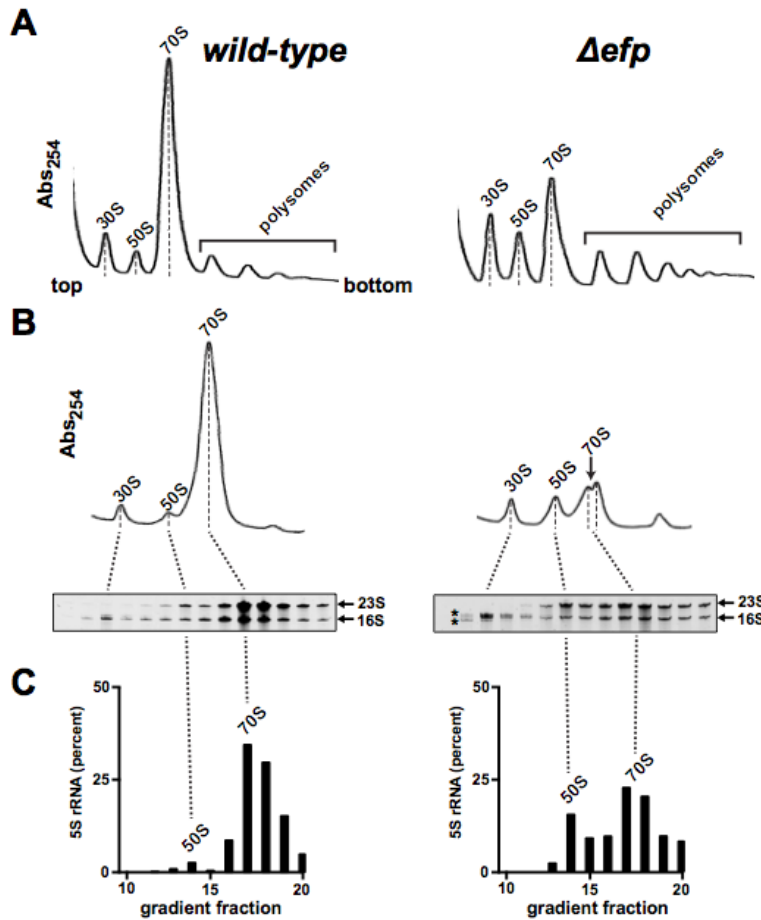 A
wild-type
Δefp
Abs254
30S
50S
70S
polysomes
top
bottom
30S
50S
70S
polysomes
B
Abs254
30S
50S
70S
30S
50S
70S
23S
16S
*
*
23S
16S
C
5S rRNA (percent)
50
25
0
50S
70S
10 15 20
gradient fraction
5S rRNA (percent)
50
25
0
50S
70S
10 15 20
gradient fraction